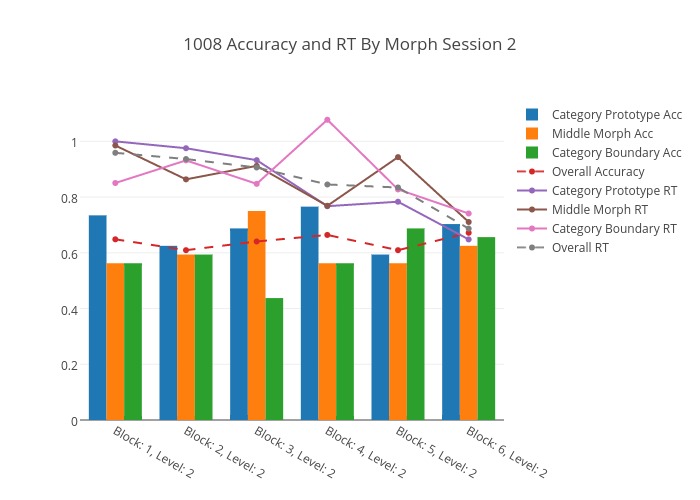 1008 Accuracy and RT By Morph Session 2
Category Prototype Acc
Middle Morph Acc
Category Boundary Acc
Overall Accuracy
Category Prototype RT
Middle Morph RT
Category Boundary RT
Overall RT
1
0.8
0.6
0.4
0.2
0
Block: 1, Level: 2
Block: 2, Level: 2
Block: 3, Level: 2
Block: 4, Level: 2
Block: 5, Level: 2
Block: 6, Level: 2